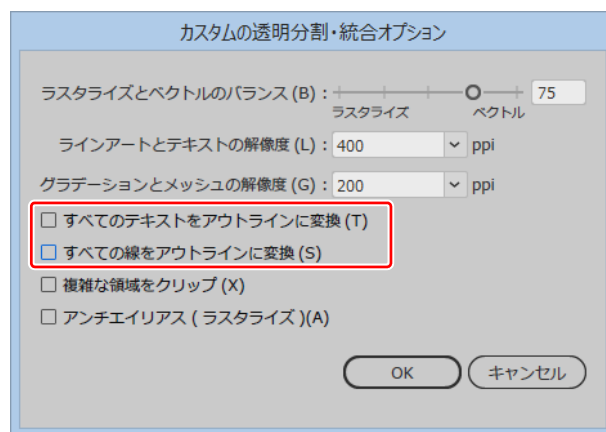 カスタムの透明分割・統合オプション
ラスタライズとベクトルのバランス (B) : 75
ラスタライズ ベクトル
ラインアートとテキストの解像度 (L) : 400 ppi
グラデーションとメッシュの解像度 (G) : 200 ppi
すべてのテキストをアウトラインに変換 (T)
すべての線をアウトラインに変換 (S)
複雑な領域をクリップ (X)
アンチエイリアス ( ラスタライズ )(A)
OK キャンセル